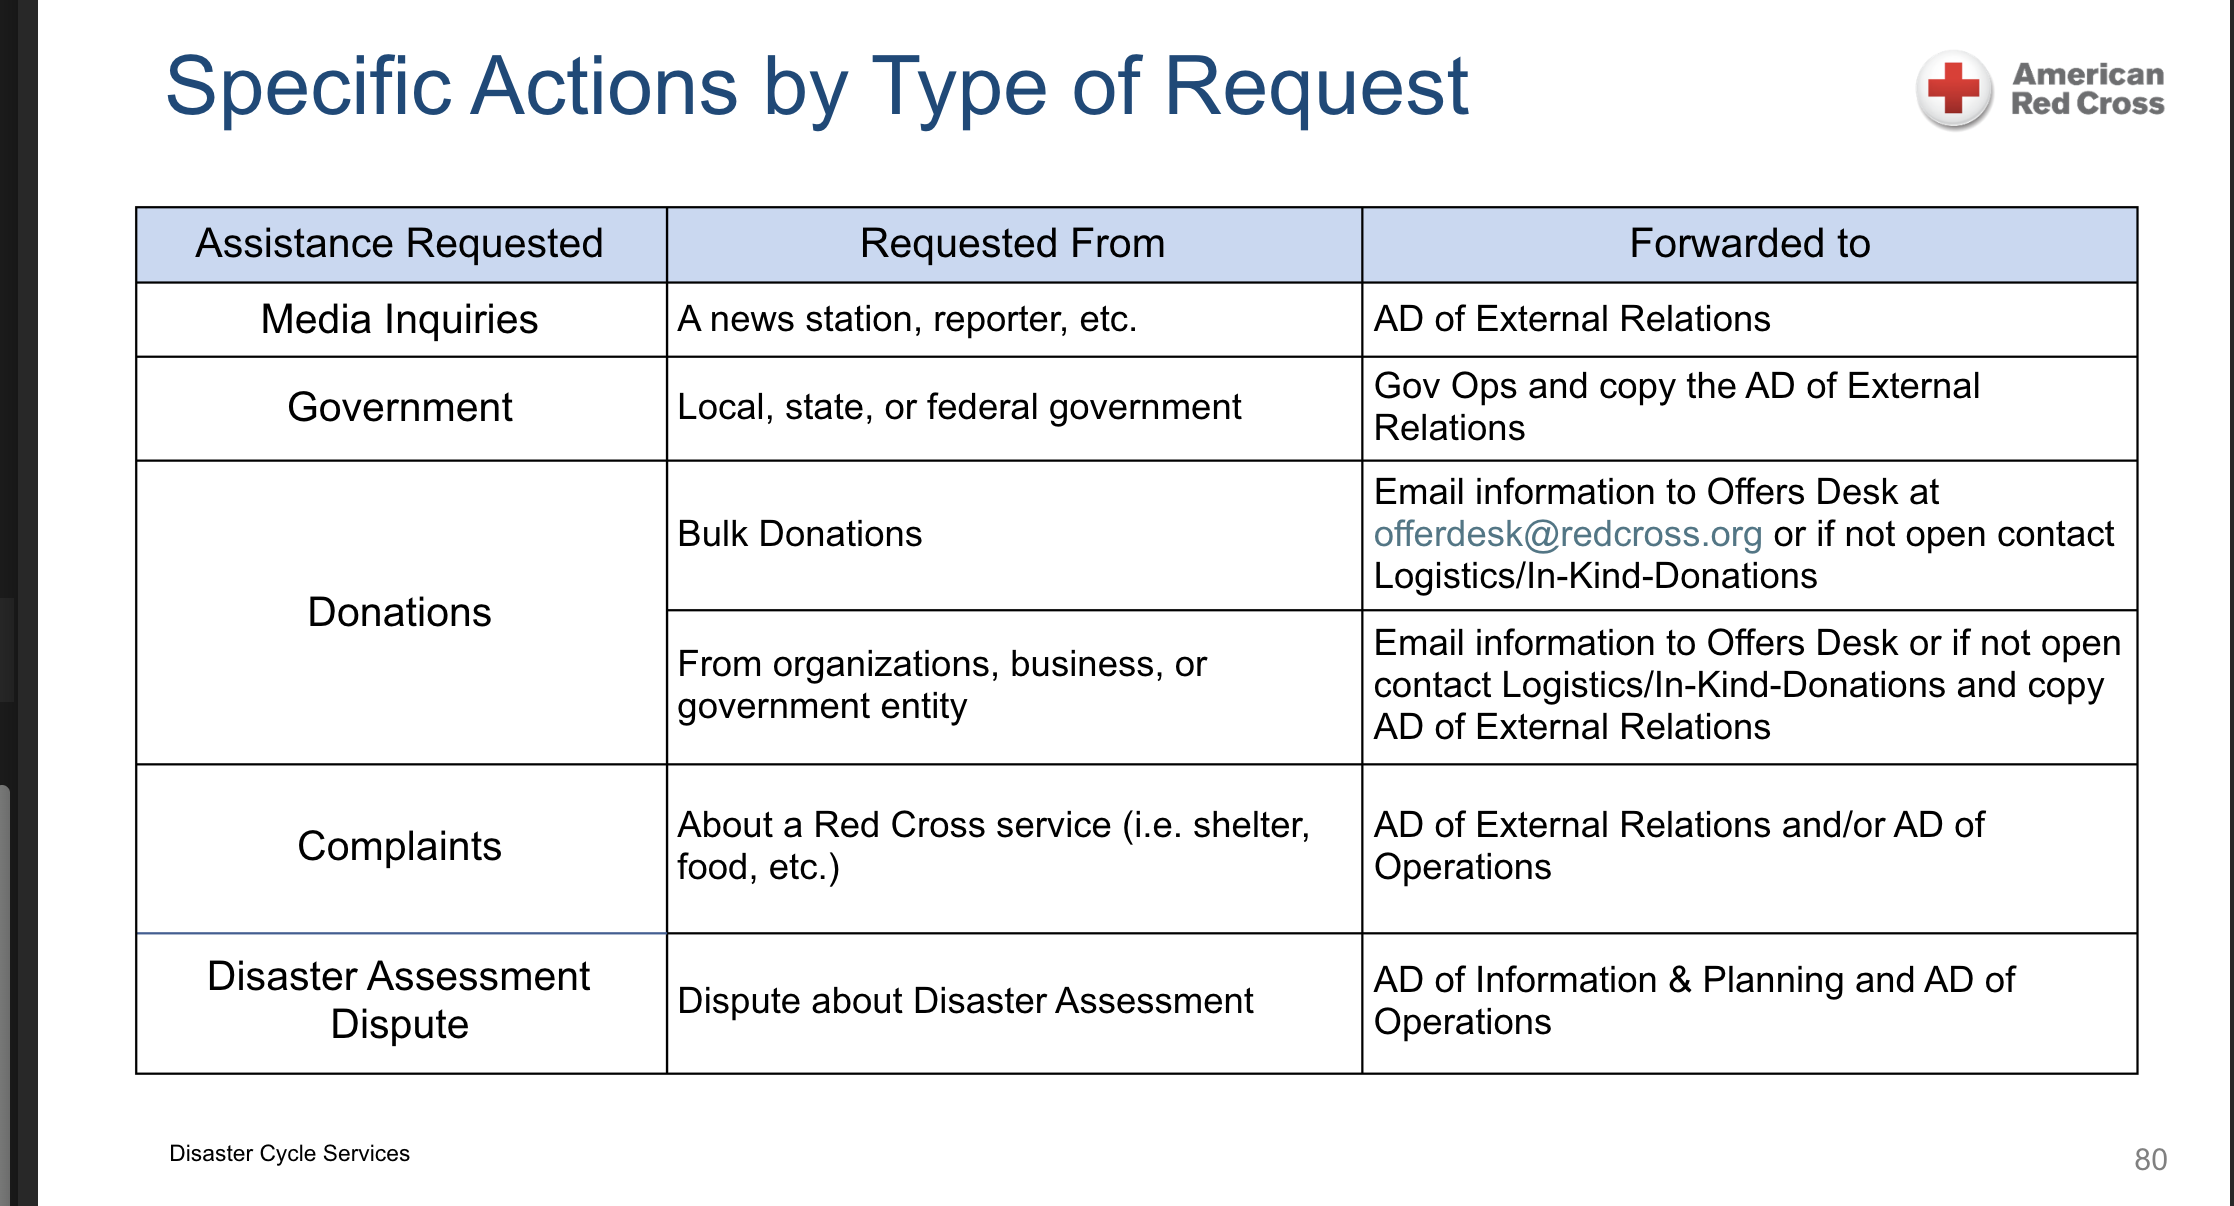 Specific Actions by Type of Request
American
Red Cross
Assistance Requested
Requested From
Forwarded to
Media Inquiries
A news station, reporter, etc.
AD of External Relations
Government
Local, state, or federal government
Gov Ops and copy the AD of External
Relations
Donations
Bulk Donations
Email information to Offers Desk at
offerdesk@redcross.org or if not open contact
Logistics/In-Kind-Donations
From organizations, business, or
government entity
Email information to Offers Desk or if not open
contact Logistics/In-Kind-Donations and copy
AD of External Relations
Complaints
About a Red Cross service (i.e. shelter,
food, etc.)
AD of External Relations and/or AD of
Operations
Disaster Assessment
Dispute
Dispute about Disaster Assessment
AD of Information & Planning and AD of
Operations
Disaster Cycle Services
80